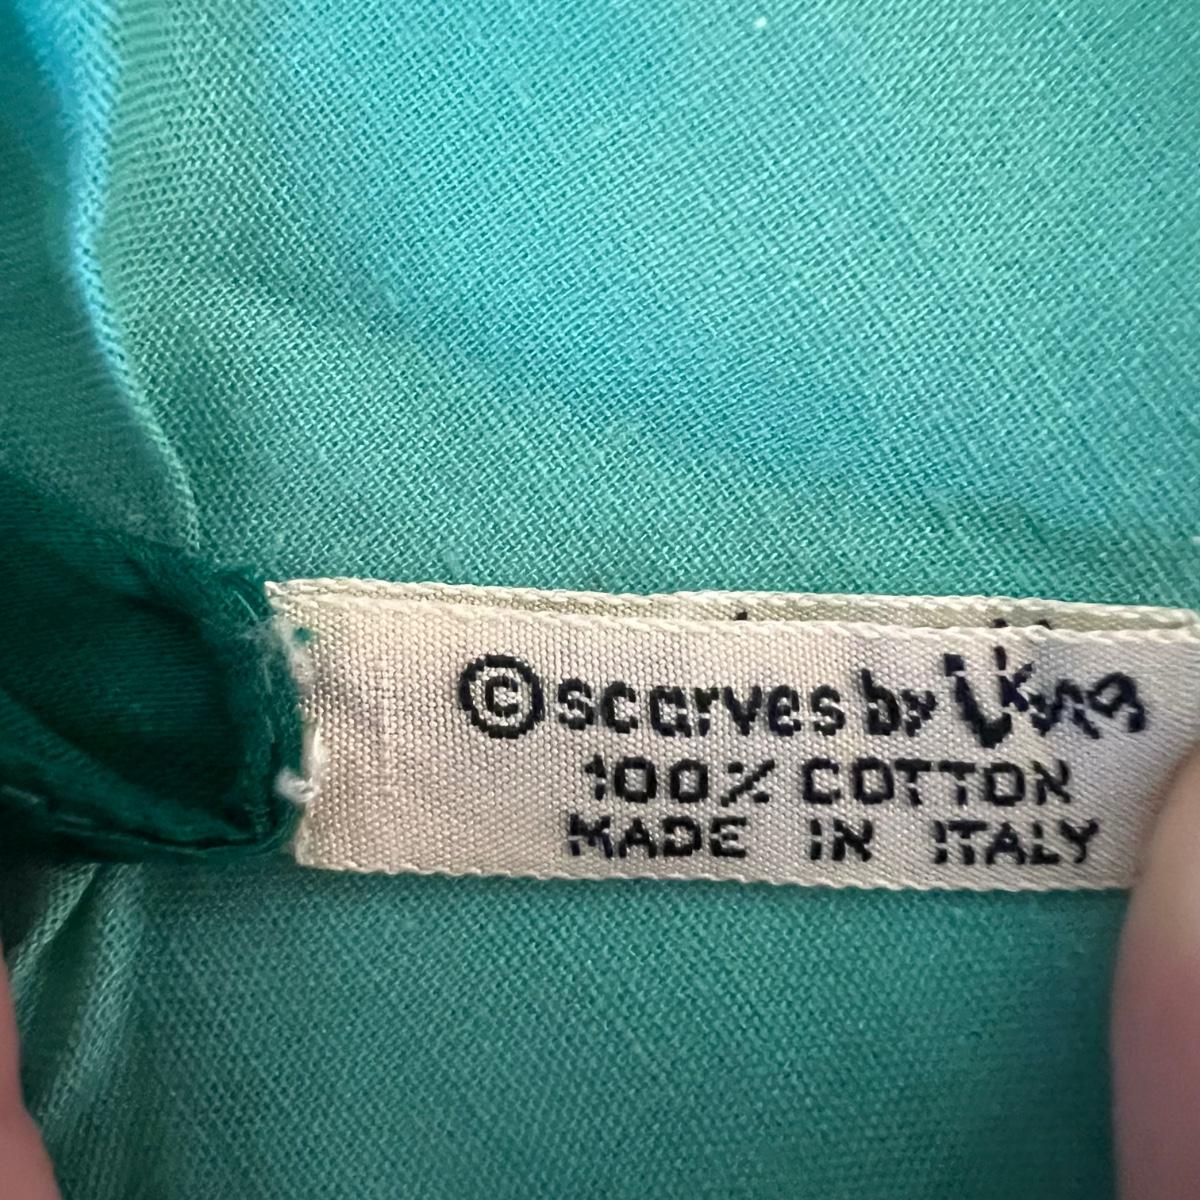 © scarves by Vera
100% COTTON
MADE IN ITALY